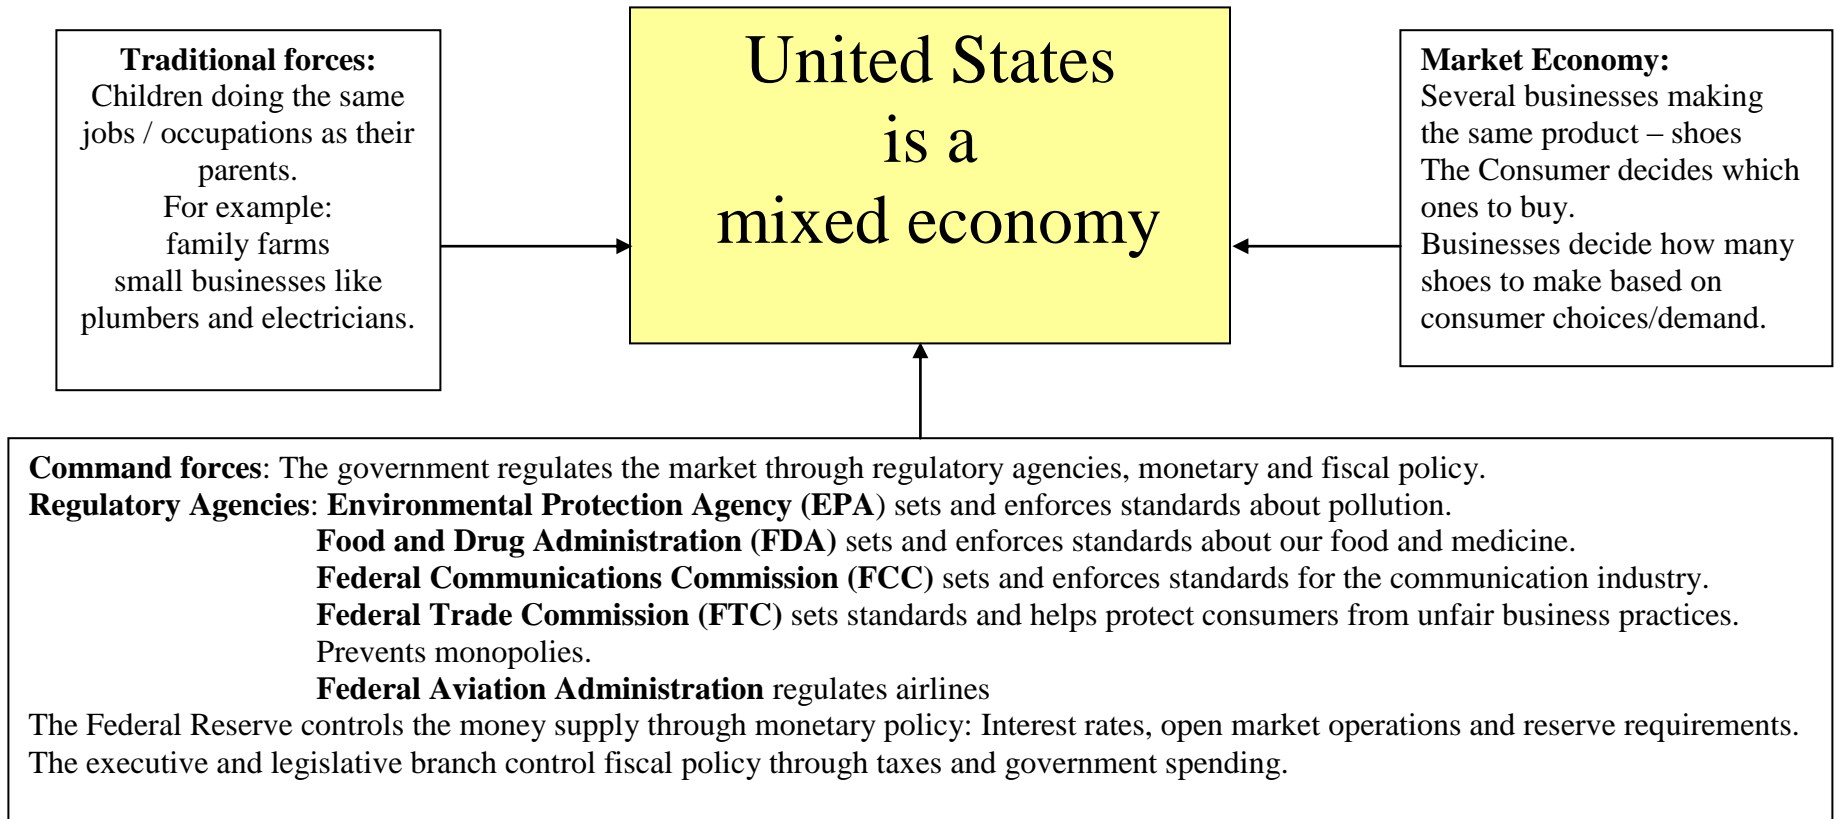 Traditional forces:
Children doing the same
jobs / occupations as their
parents.
For example:
family farms
small businesses like
plumbers and electricians.
United States
is a
mixed economy
Market Economy:
Several businesses making
the same product – shoes
The Consumer decides which
ones to buy.
Businesses decide how many
shoes to make based on
consumer choices/demand.
Command forces: The government regulates the market through regulatory agencies, monetary and fiscal policy.
Regulatory Agencies: Environmental Protection Agency (EPA) sets and enforces standards about pollution.
Food and Drug Administration (FDA) sets and enforces standards about our food and medicine.
Federal Communications Commission (FCC) sets and enforces standards for the communication industry.
Federal Trade Commission (FTC) sets standards and helps protect consumers from unfair business practices.
Prevents monopolies.
Federal Aviation Administration regulates airlines
The Federal Reserve controls the money supply through monetary policy: Interest rates, open market operations and reserve requirements.
The executive and legislative branch control fiscal policy through taxes and government spending.